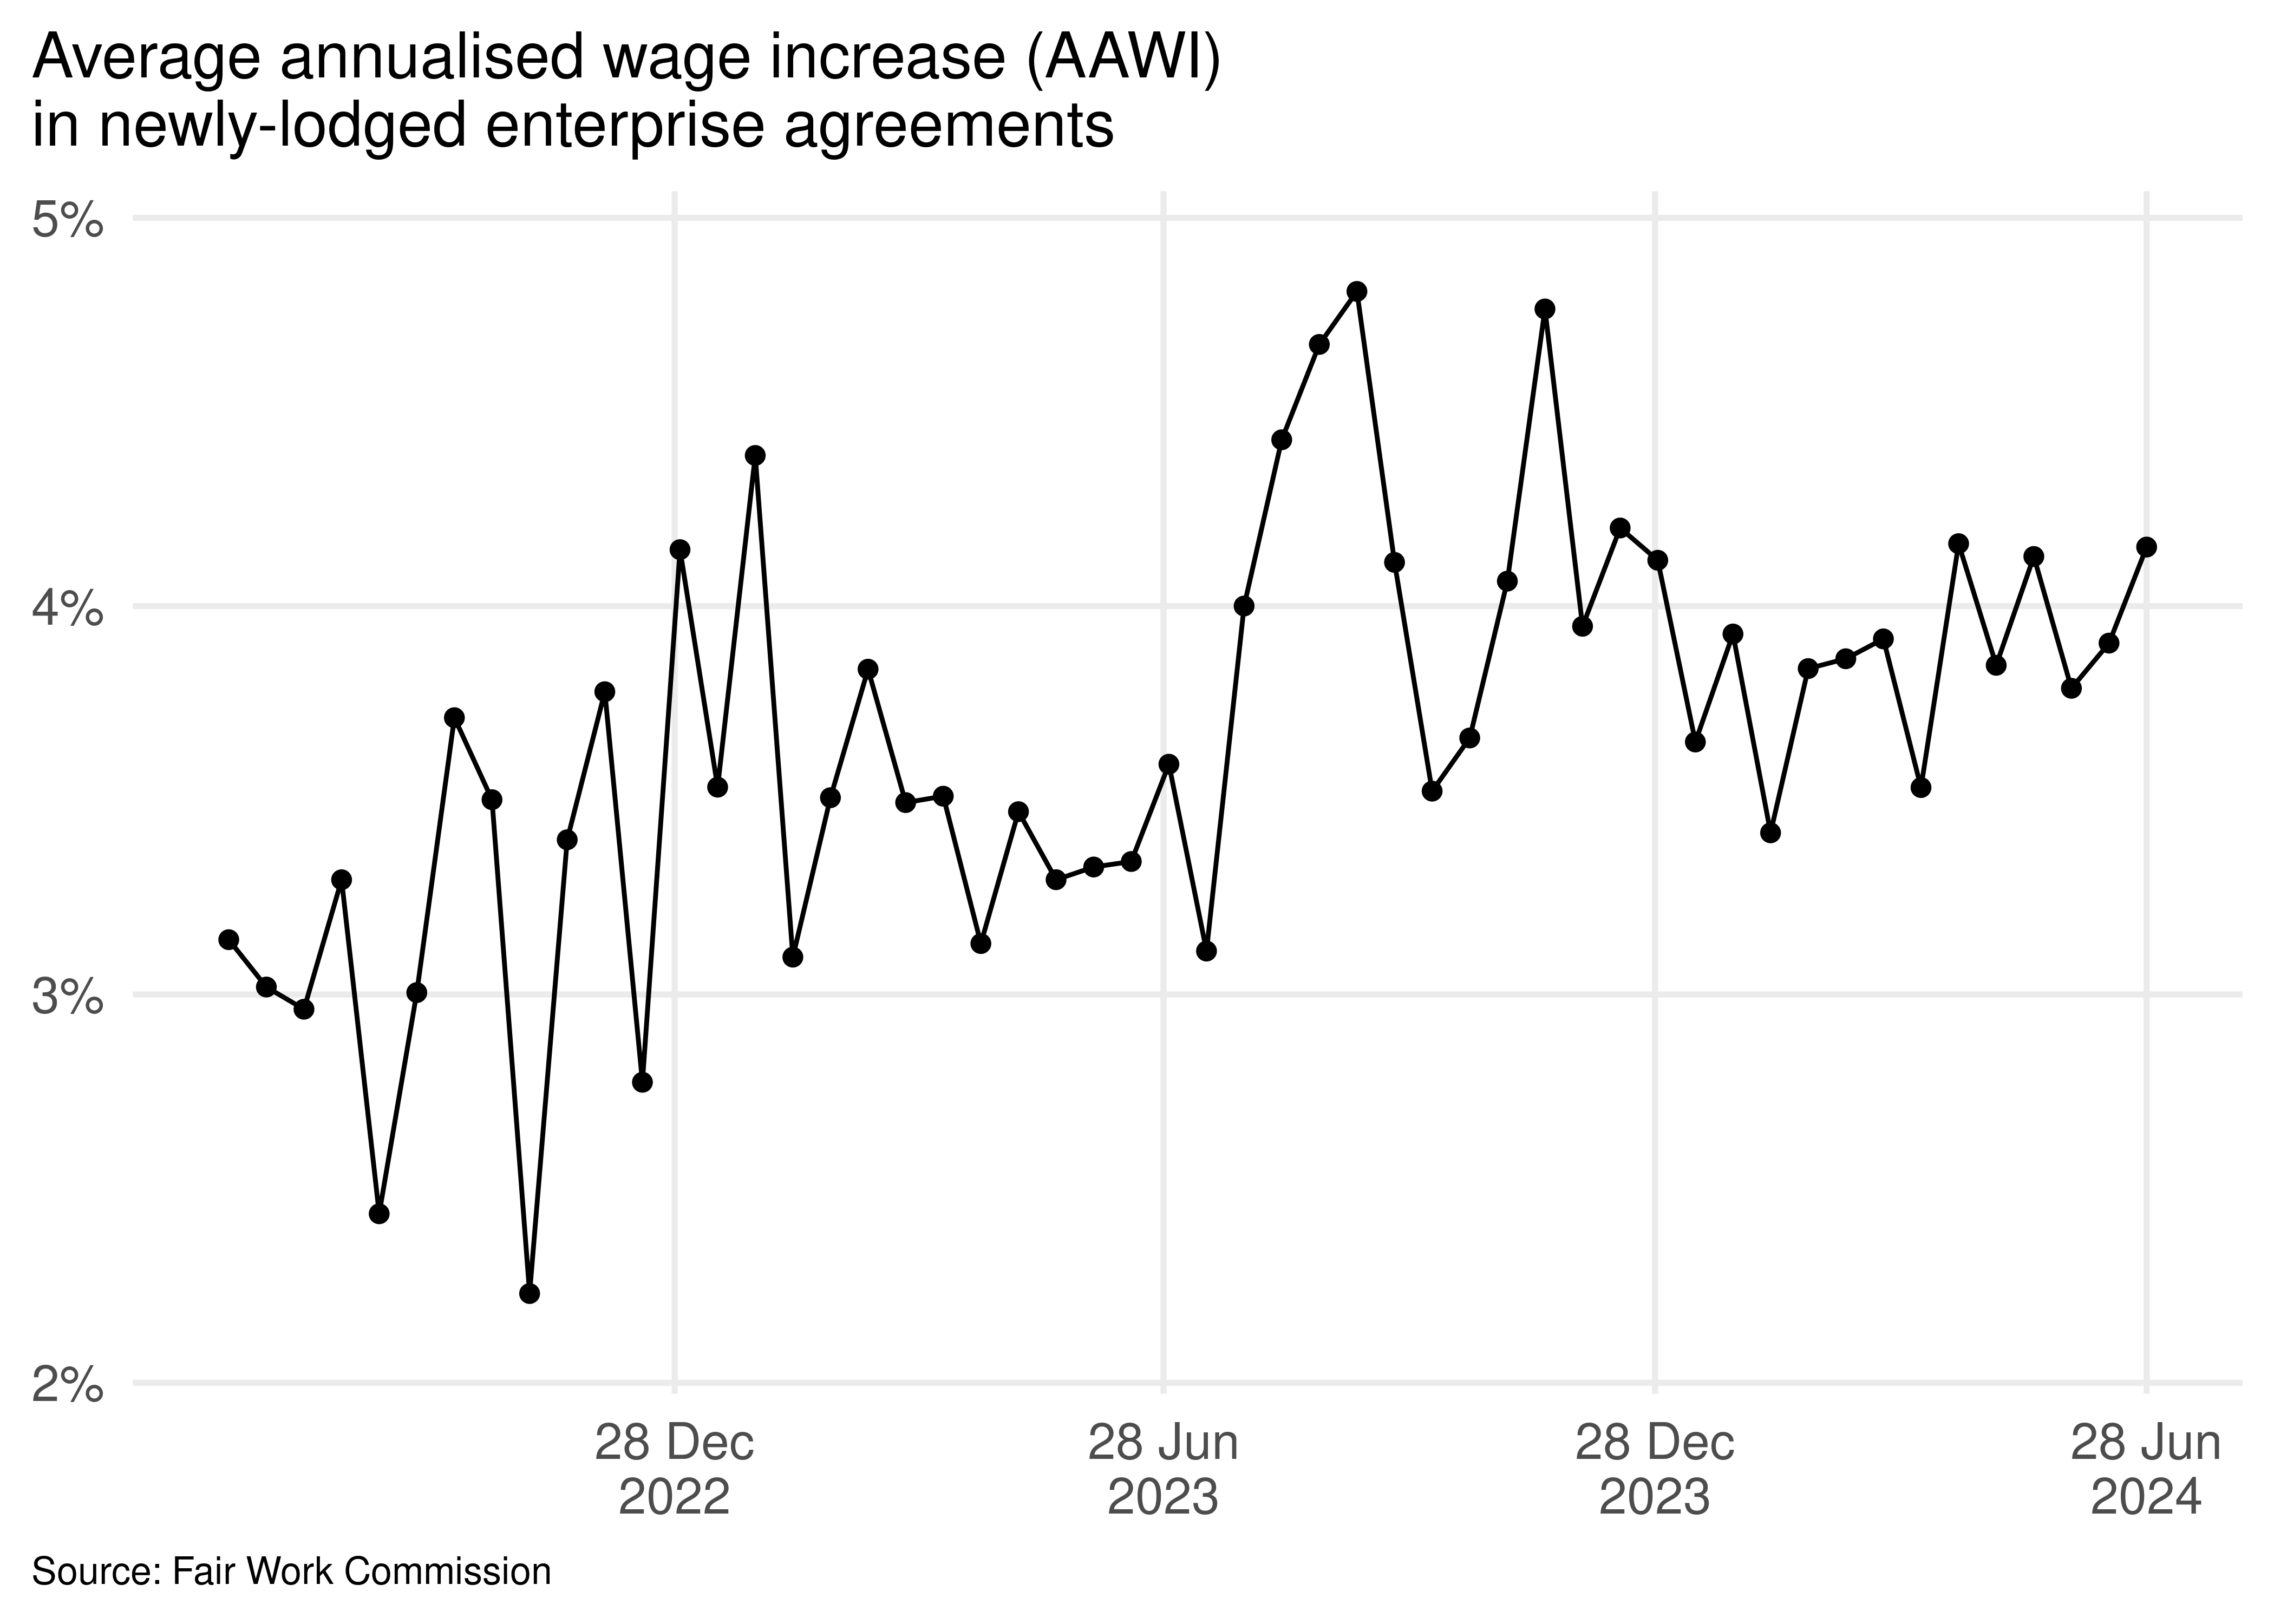 Average annualised wage increase (AAWI)
in newly-lodged enterprise agreements
5%
4%
3%
2%
28 Dec
2022
28 Jun
2023
28 Dec
2023
28 Jun
2024
Source: Fair Work Commission